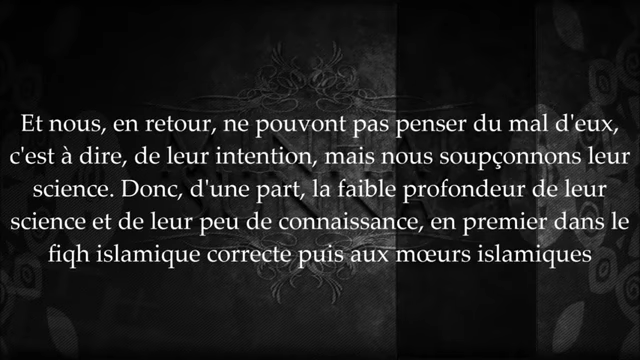 Et nous, en retour, ne pouvont pas penser du mal d'eux,
c'est à dire, de leur intention, mais nous soupçonnons leur
science. Donc, d'une part, la faible profondeur de leur
science et de leur peu de connaissance, en premier dans le
fiqh islamique correcte puis aux mœurs islamiques